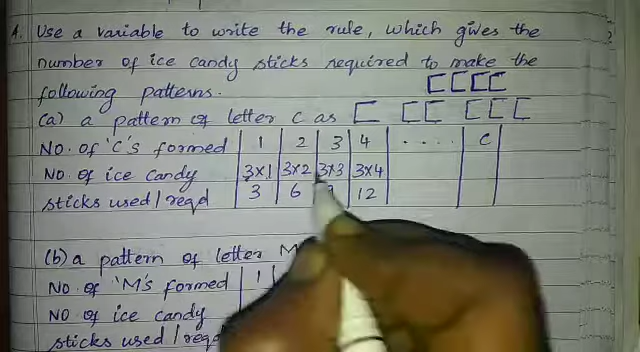 A. Use a variable to write the rule, which gives the
number of ice candy sticks required to make the
following patterns.
(a) a pattern of letter C as
No. of 'C's formed 1 2 3 4 .... C
No. of ice candy 3×1 3×2 3×3 3×4
sticks used/reqd 3 6 12
(b) a pattern of letter M
No. of 'M's formed 1
NO of ice candy
sticks used/reqd